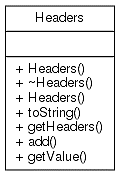 Headers
+ Headers()
+ ~Headers()
+ Headers()
+ toString()
+ getHeaders()
+ add()
+ getValue()